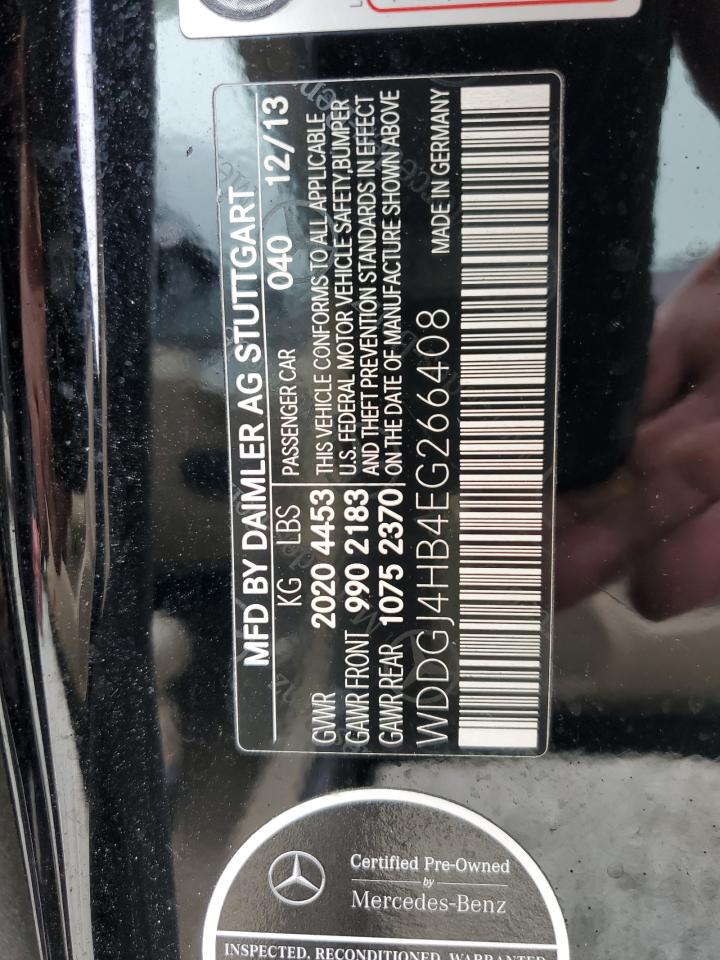 MFD BY DAIMLER AG STUTTGART
KG LBS PASSENGER CAR 040 12/13
GVWR 2020 4453 THIS VEHICLE CONFORMS TO ALL APPLICABLE
GAWR FRONT 990 2183 U.S. FEDERAL MOTOR VEHICLE SAFETY,BUMPER
AND THEFT PREVENTION STANDARDS IN EFFECT
GAWR REAR 1075 2370 ON THE DATE OF MANUFACTURE SHOWN ABOVE
WDDGJ4HB4EG266408 MADE IN GERMANY
Certified Pre-Owned
by
Mercedes-Benz
INSPECTED. RECONDITIONED. WARRANTED.